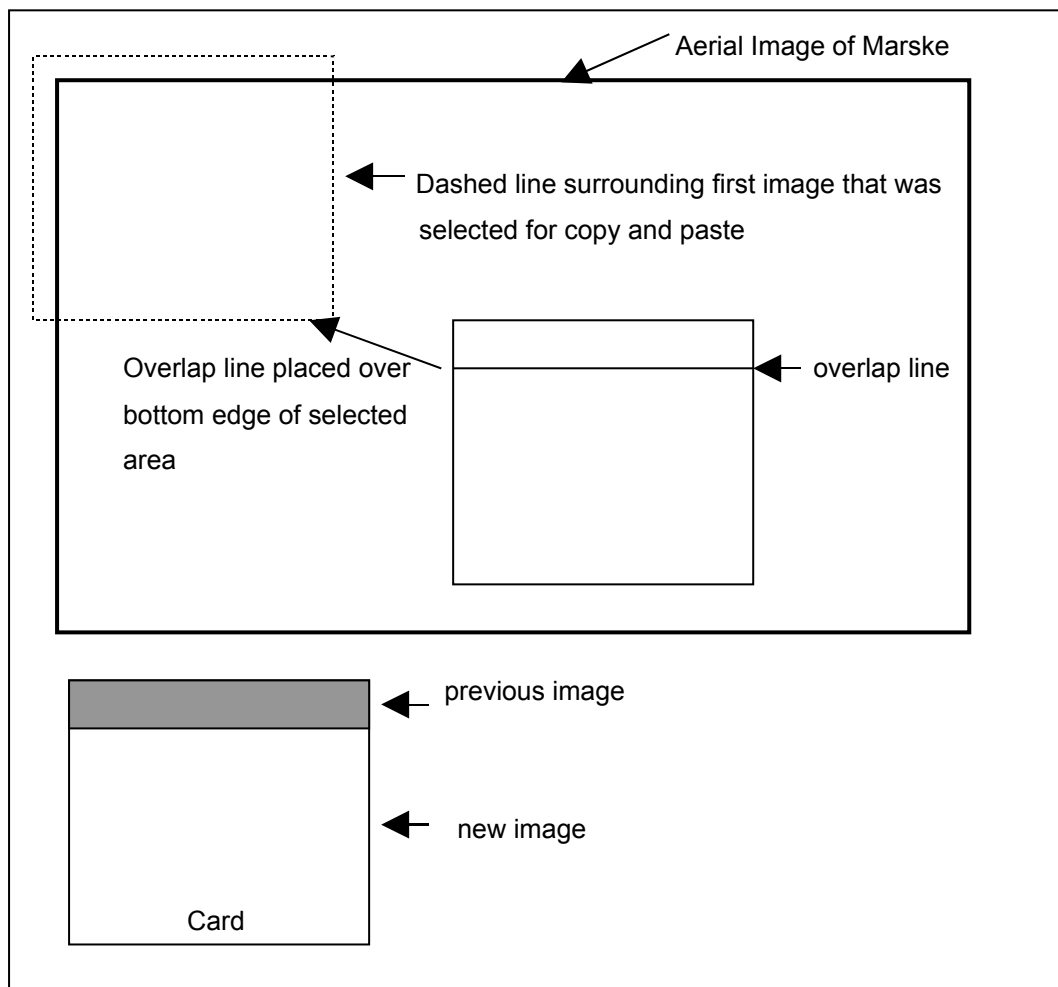 Aerial Image of Marske
Dashed line surrounding first image that was
selected for copy and paste
Overlap line placed over
bottom edge of selected
area
overlap line
previous image
new image
Card